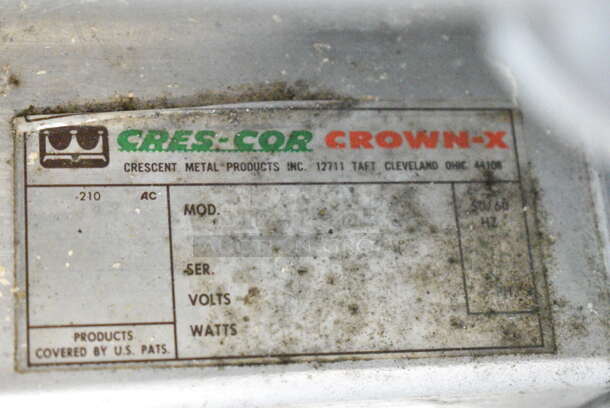 CRES-COR CROWN-X
CRESCENT METAL PRODUCTS INC. 12711 TAFT CLEVELAND OHIO 44108
-210 AC
MOD.
50/60
HZ
SER.
VOLTS
WATTS
PRODUCTS
COVERED BY U.S. PATS.